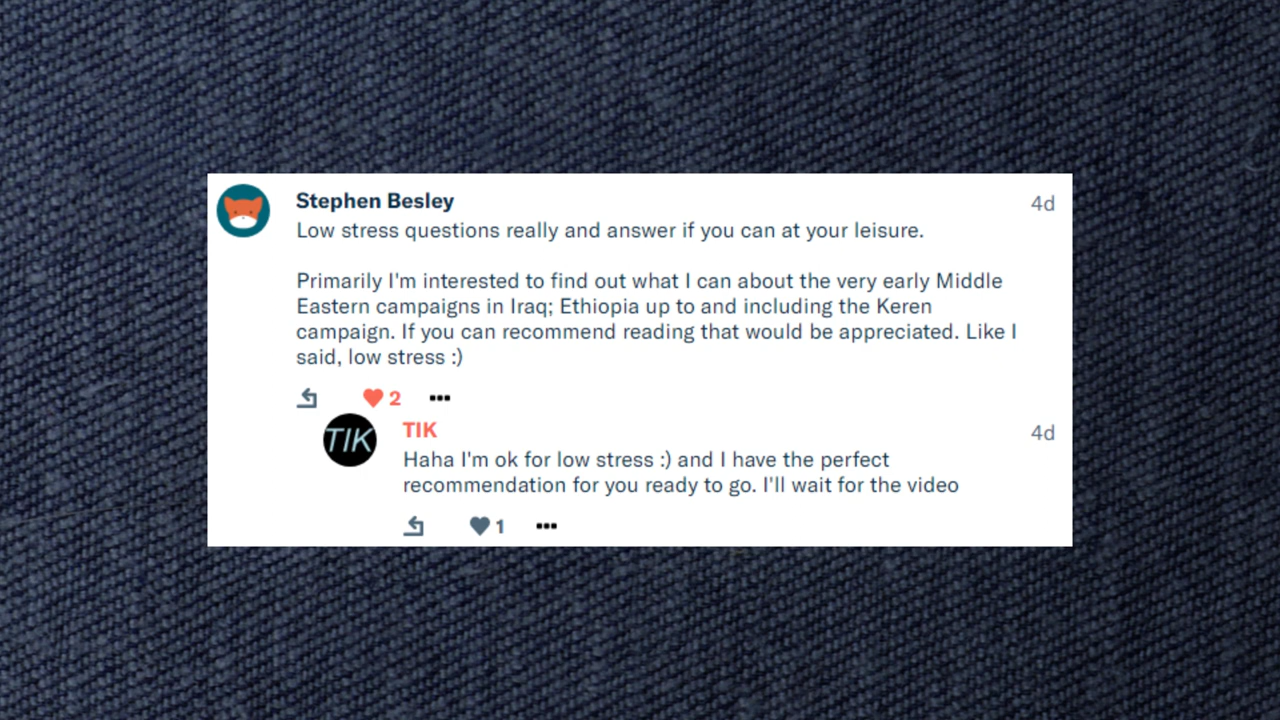 Stephen Besley
4d
Low stress questions really and answer if you can at your leisure.
Primarily I'm interested to find out what I can about the very early Middle
Eastern campaigns in Iraq; Ethiopia up to and including the Keren
campaign. If you can recommend reading that would be appreciated. Like I
said, low stress :)
2
TIK
TIK
4d
Haha I'm ok for low stress :) and I have the perfect
recommendation for you ready to go. I'll wait for the video
1